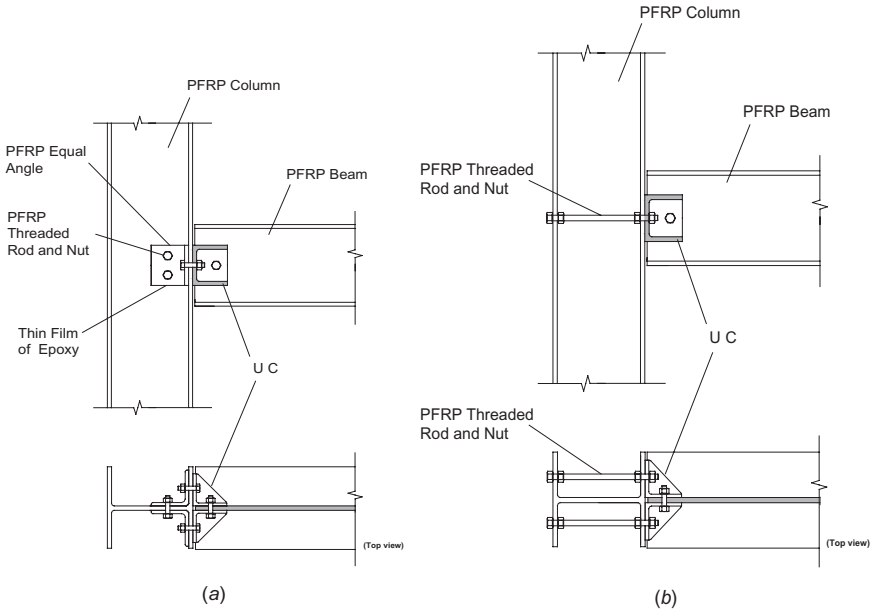 PFRP Column
PFRP Equal
Angle
PFRP Beam
PFRP
Threaded
Rod and Nut
Thin Film
of Epoxy
U C
(Top view)
(a)
PFRP Column
PFRP Beam
PFRP Threaded
Rod and Nut
U C
PFRP Threaded
Rod and Nut
(Top view)
(b)